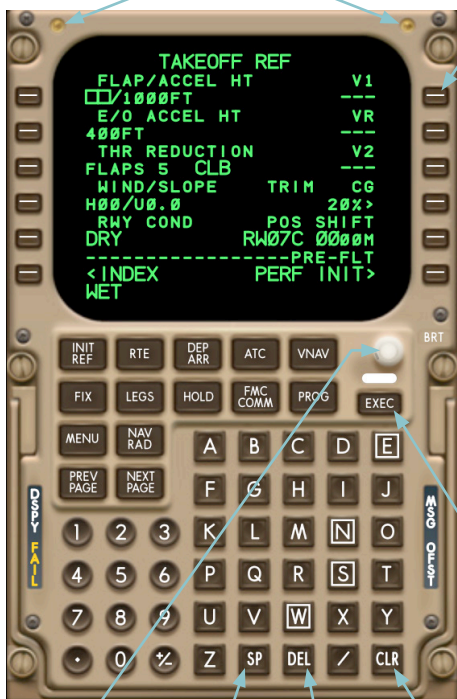 TAKEOFF REF
FLAP/ACCEL HT V1
□□/1000FT ---
E/O ACCEL HT VR
400FT ---
THR REDUCTION V2
FLAPS 5 CLB ---
WIND/SLOPE TRIM CG
H00/U0.0 20%>
RWY COND POS SHIFT
DRY RW07C 0000M
------------------PRE-FLT
<INDEX PERF INIT>
WET
BRT
INIT REF RTE DEP ARR ATC VNAV
FIX LEGS HOLD FMC COMM PROG EXEC
MENU NAV RAD
PREV PAGE NEXT PAGE
A B C D E
F G H I J
1 2 3 K L M N O
4 5 6 P Q R S T
7 8 9 U V W X Y
. 0 +/- Z SP DEL / CLR
DSPY FAIL
MSG OFST